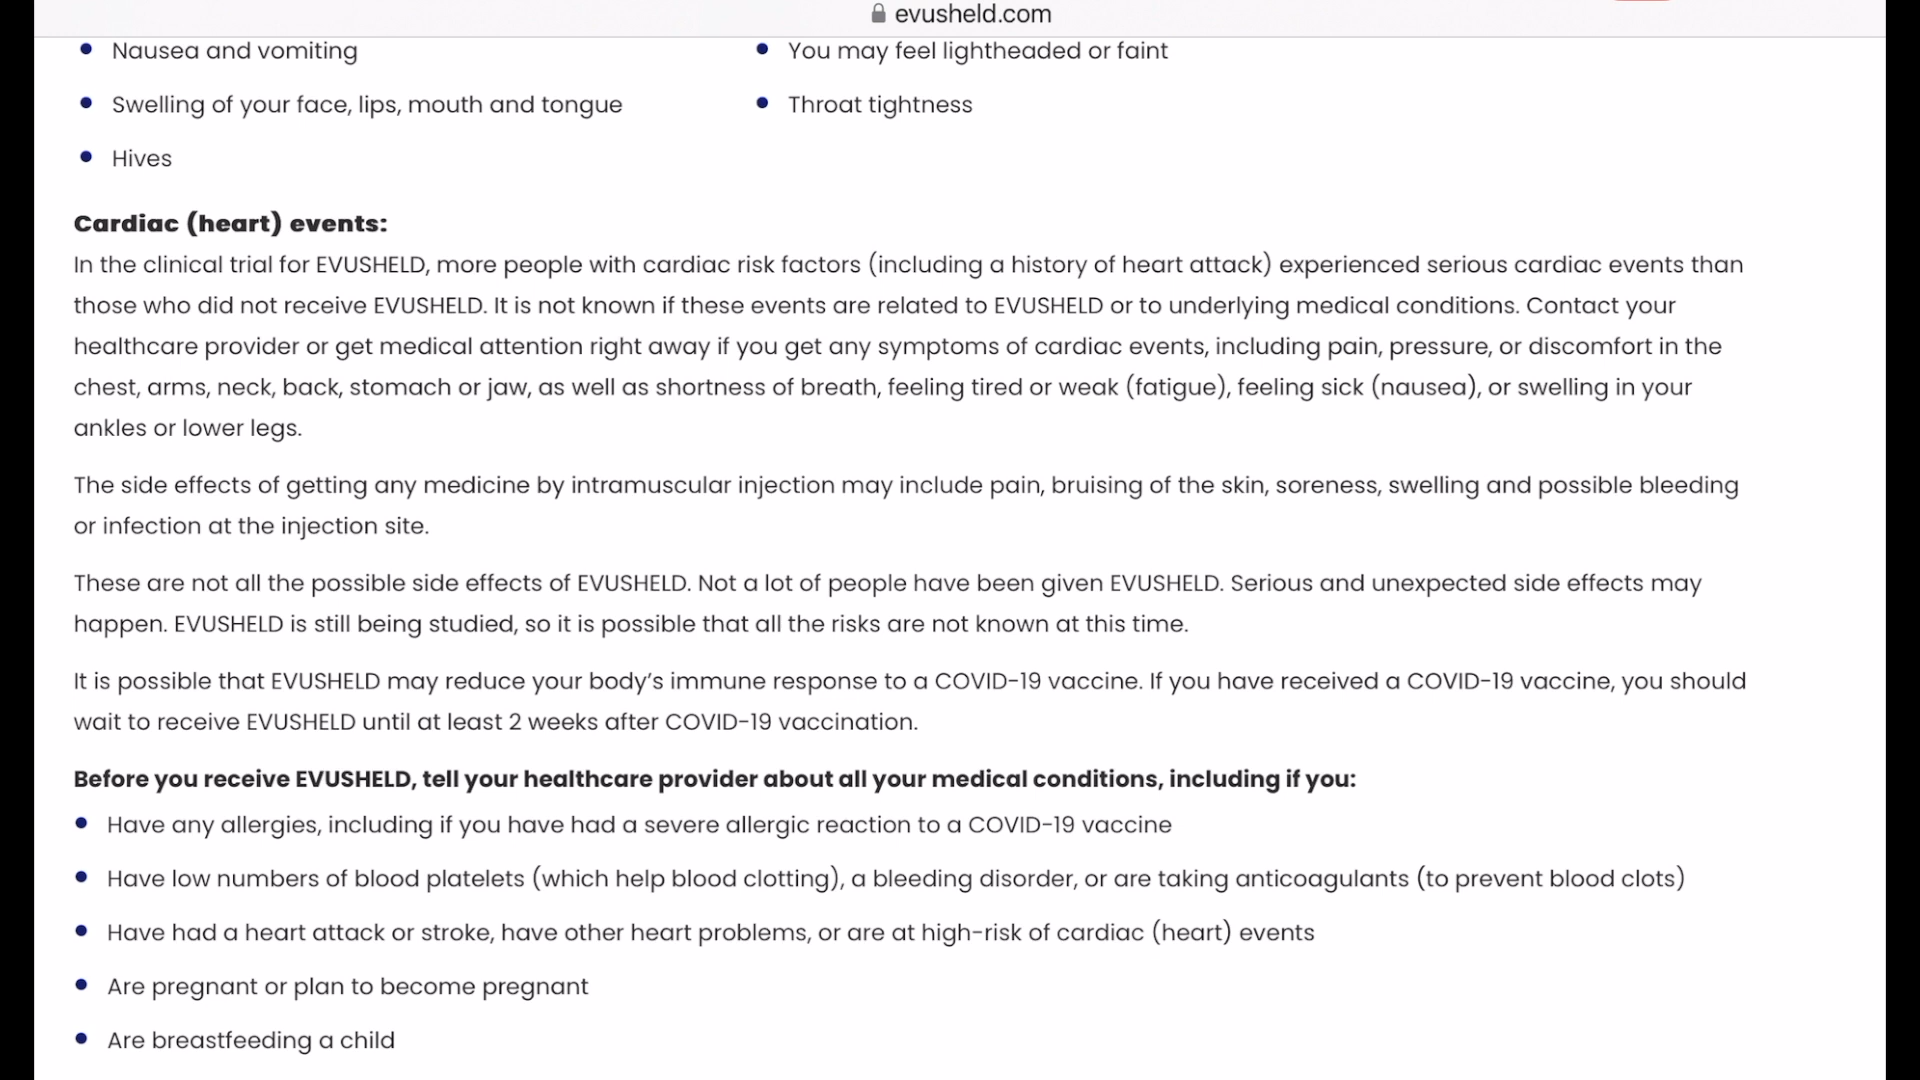 evusheld.com
Nausea and vomiting
You may feel lightheaded or faint
Swelling of your face, lips, mouth and tongue
Throat tightness
Hives
Cardiac (heart) events:
In the clinical trial for EVUSHELD, more people with cardiac risk factors (including a history of heart attack) experienced serious cardiac events than
those who did not receive EVUSHELD. It is not known if these events are related to EVUSHELD or to underlying medical conditions. Contact your
healthcare provider or get medical attention right away if you get any symptoms of cardiac events, including pain, pressure, or discomfort in the
chest, arms, neck, back, stomach or jaw, as well as shortness of breath, feeling tired or weak (fatigue), feeling sick (nausea), or swelling in your
ankles or lower legs.
The side effects of getting any medicine by intramuscular injection may include pain, bruising of the skin, soreness, swelling and possible bleeding
or infection at the injection site.
These are not all the possible side effects of EVUSHELD. Not a lot of people have been given EVUSHELD. Serious and unexpected side effects may
happen. EVUSHELD is still being studied, so it is possible that all the risks are not known at this time.
It is possible that EVUSHELD may reduce your body’s immune response to a COVID-19 vaccine. If you have received a COVID-19 vaccine, you should
wait to receive EVUSHELD until at least 2 weeks after COVID-19 vaccination.
Before you receive EVUSHELD, tell your healthcare provider about all your medical conditions, including if you:
Have any allergies, including if you have had a severe allergic reaction to a COVID-19 vaccine
Have low numbers of blood platelets (which help blood clotting), a bleeding disorder, or are taking anticoagulants (to prevent blood clots)
Have had a heart attack or stroke, have other heart problems, or are at high-risk of cardiac (heart) events
Are pregnant or plan to become pregnant
Are breastfeeding a child